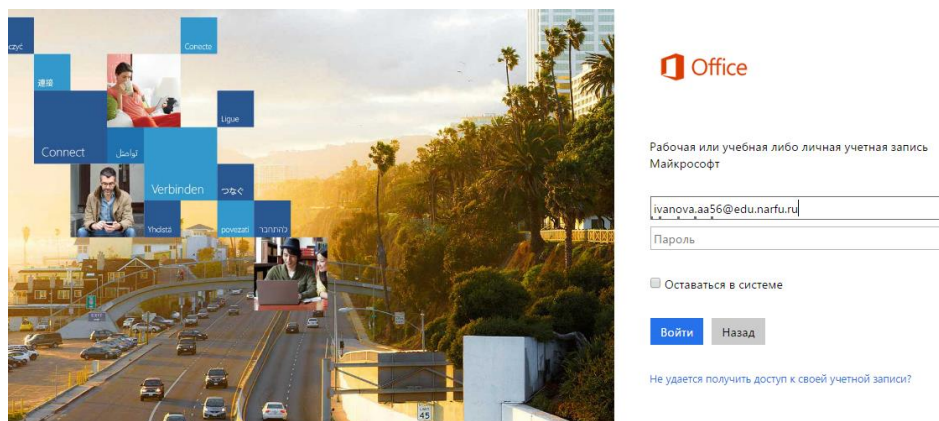 Conecte
連接
Ligue
Connect
تواصل
Verbinden
つなぐ
Yhdistä
povezati
להתחבר
SPEED
LIMIT
45
Office
Рабочая или учебная либо личная учетная запись
Майкрософт
ivanova.aa56@edu.narfu.ru
Пароль
Оставаться в системе
Войти
Назад
Не удается получить доступ к своей учетной записи?